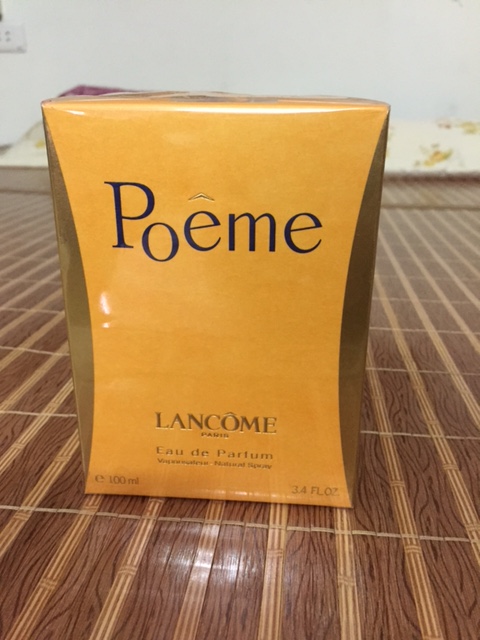 Poême
LANCÔME
PARIS
Eau de Parfum
Vaporisateur-Natural Spray
e 100 ml
3.4 FL.OZ.